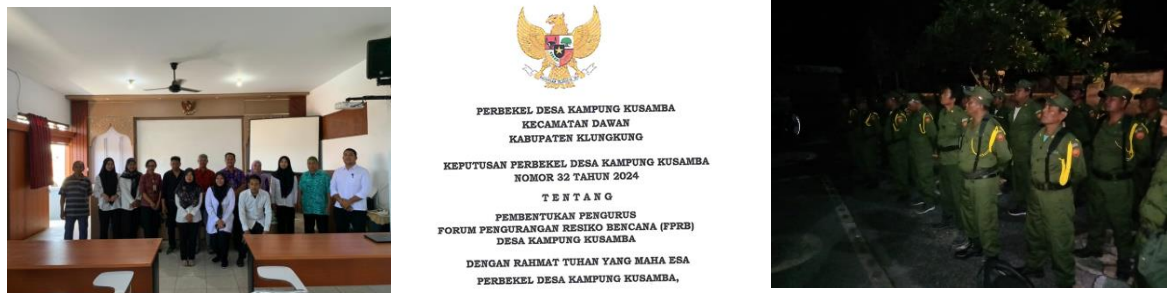 PERBEKEL DESA KAMPUNG KUSAMBA
KECAMATAN DAWAN
KABUPATEN KLUNGKUNG
KEPUTUSAN PERBEKEL DESA KAMPUNG KUSAMBA
NOMOR 32 TAHUN 2024
T E N T A N G
PEMBENTUKAN PENGURUS
FORUM PENGURANGAN RESIKO BENCANA (FPRB)
DESA KAMPUNG KUSAMBA
DENGAN RAHMAT TUHAN YANG MAHA ESA
PERBEKEL DESA KAMPUNG KUSAMBA,